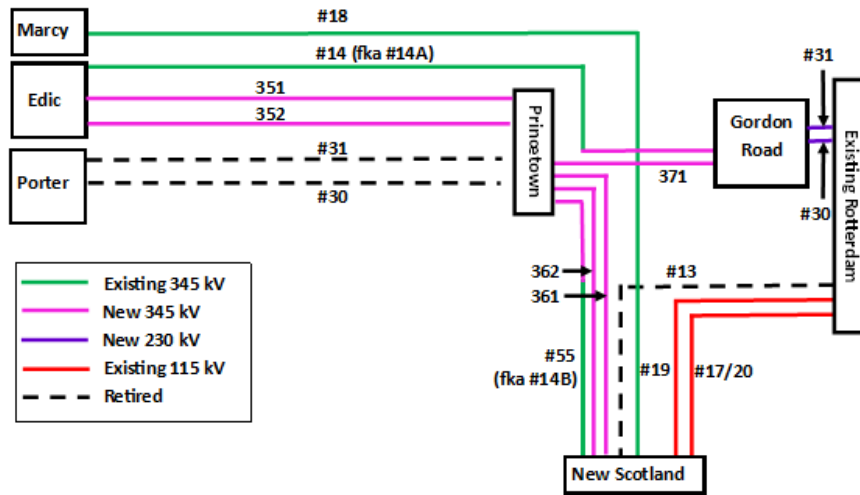 Marcy
#18
#14 (fka #14A)
Edic
351
352
Princetown
Gordon
Road
#31
Existing Rotterdam
Porter
#31
#30
371
#30
Existing 345 kV
New 345 kV
New 230 kV
Existing 115 kV
Retired
362
361
#13
#55
(fka #14B)
#19
#17/20
New Scotland